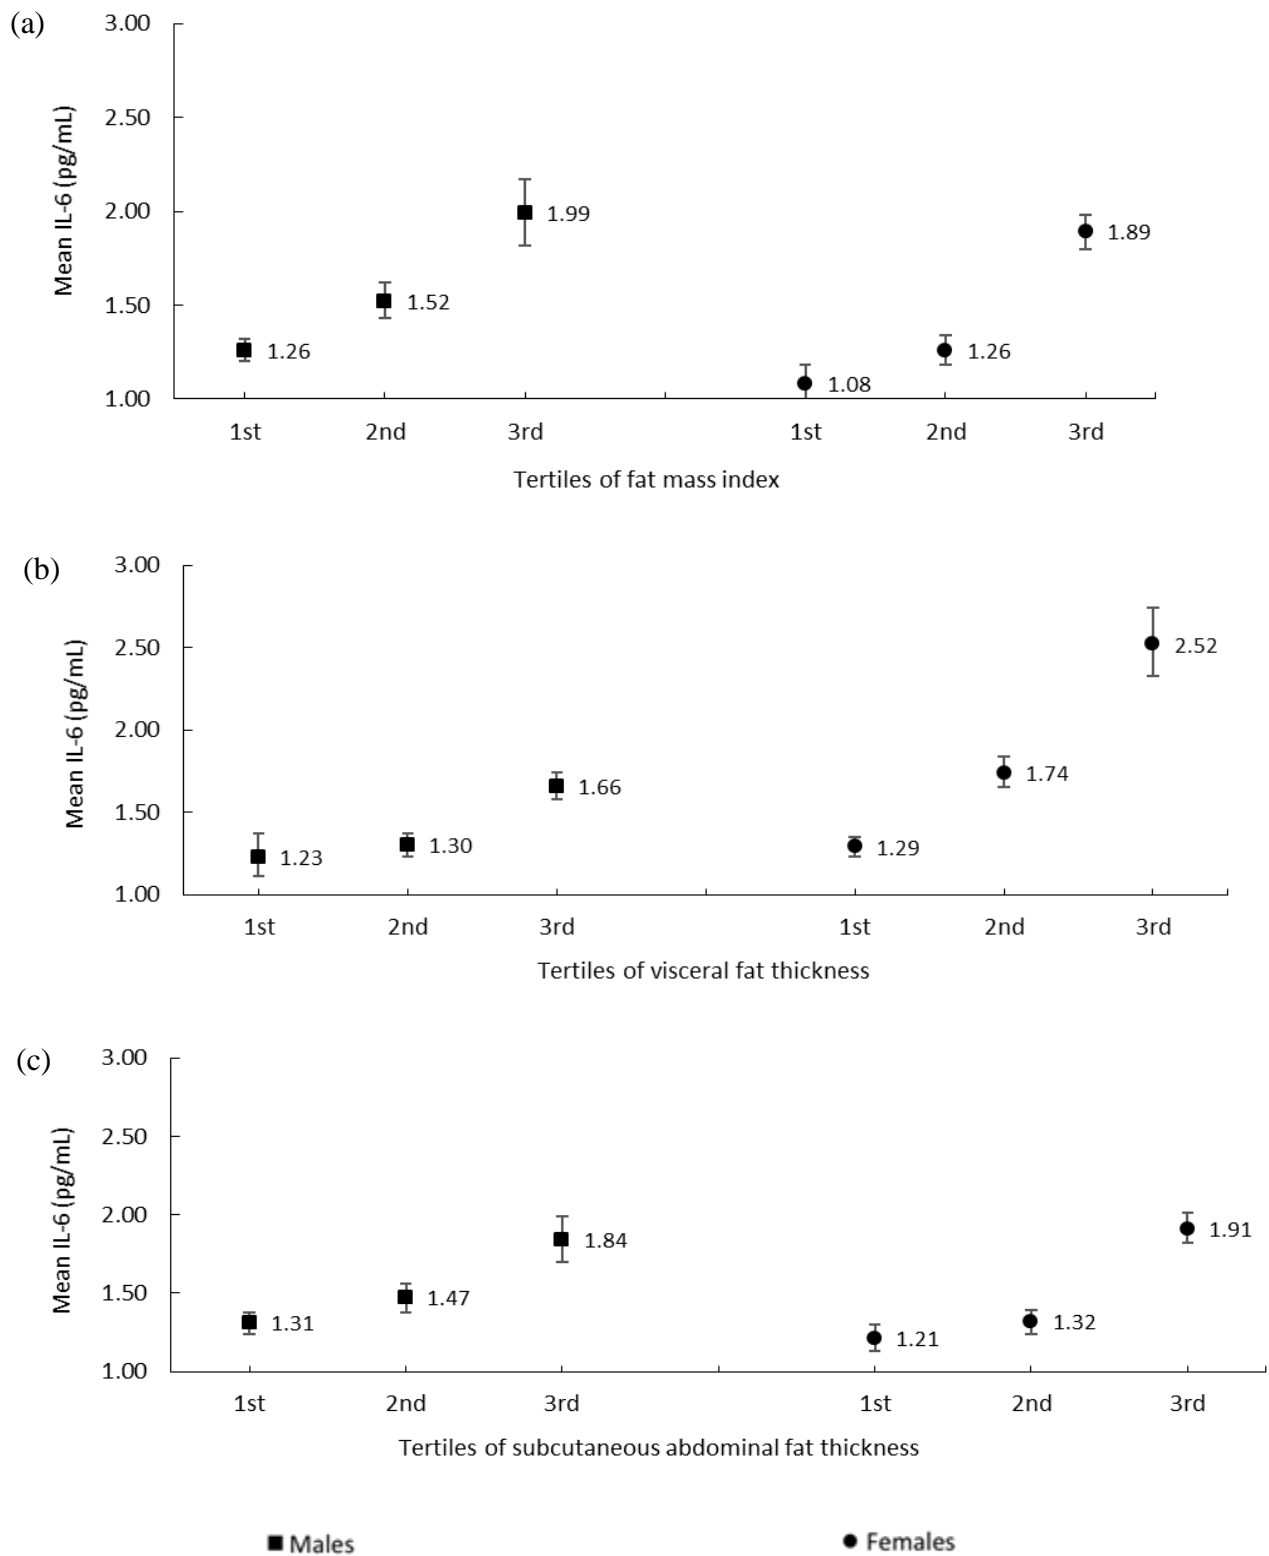 (a)
3.00
2.50
2.00
1.50
1.00
Mean IL-6 (pg/mL)
1.26
1.52
1.99
1.08
1.26
1.89
1st 2nd 3rd 1st 2nd 3rd
Tertiles of fat mass index
(b)
3.00
2.50
2.00
1.50
1.00
Mean IL-6 (pg/mL)
1.23
1.30
1.66
1.29
1.74
2.52
1st 2nd 3rd 1st 2nd 3rd
Tertiles of visceral fat thickness
(c)
3.00
2.50
2.00
1.50
1.00
Mean IL-6 (pg/mL)
1.31
1.47
1.84
1.21
1.32
1.91
1st 2nd 3rd 1st 2nd 3rd
Tertiles of subcutaneous abdominal fat thickness
Males Females